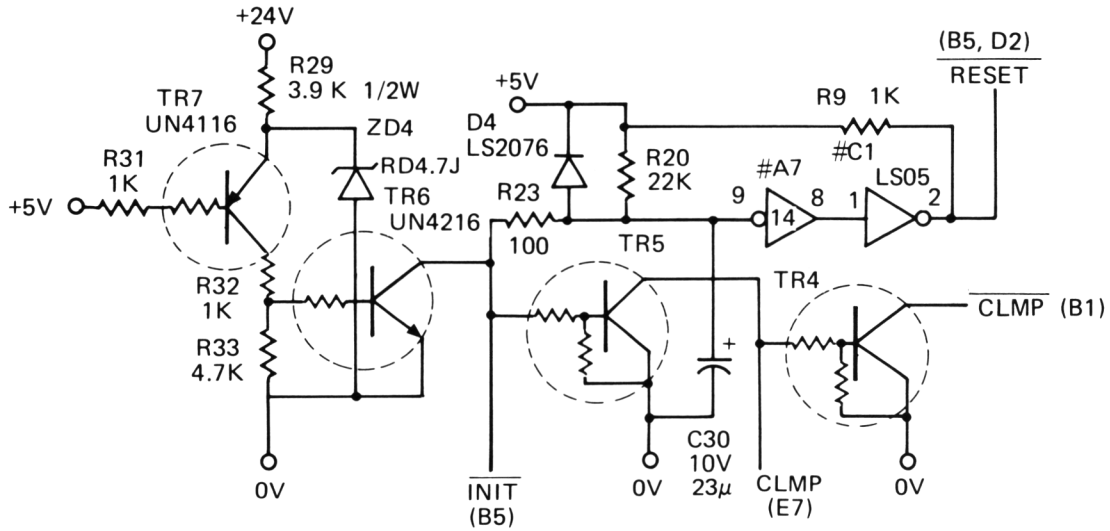 +24V
R29
3.9 K 1/2W
TR7
UN4116
ZD4
RD4.7J
R31
1K
+5V
TR6
UN4216
R32
1K
R33
4.7K
0V
+5V
D4
LS2076
R23
100
R20
22K
TR5
INIT
(B5)
0V
C30
10V
23μ
+
CLMP
(E7)
#A7
9
14
8
R9 1K
#C1
LS05
1
2
(B5, D2)
RESET
TR4
CLMP (B1)
0V